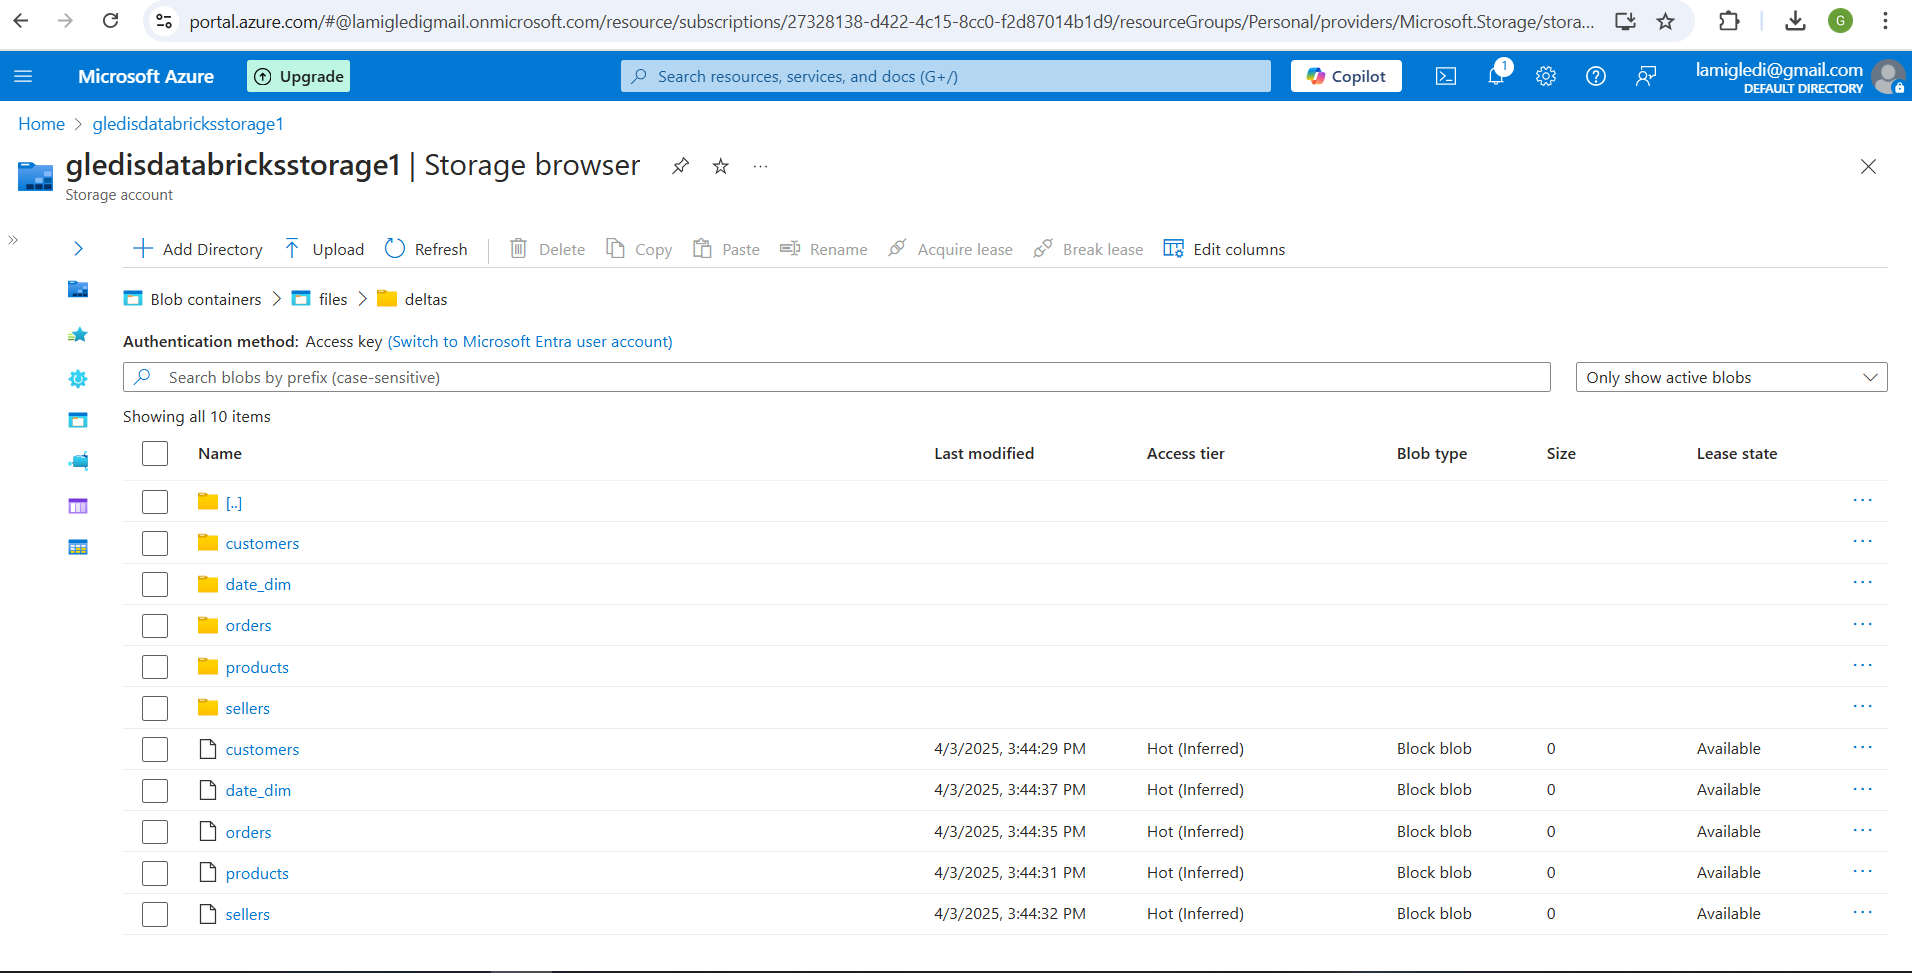 portal.azure.com/#@lamigledigmail.onmicrosoft.com/resource/subscriptions/27328138-d422-4c15-8cc0-f2d87014b1d9/resourceGroups/Personal/providers/Microsoft.Storage/stora...
G
Microsoft Azure
Upgrade
Search resources, services, and docs (G+/)
Copilot
1
lamigledi@gmail.com
DEFAULT DIRECTORY
Home > gledisdatabricksstorage1
gledisdatabricksstorage1 | Storage browser
Storage account
Add Directory Upload Refresh Delete Copy Paste Rename Acquire lease Break lease Edit columns
Blob containers > files > deltas
Authentication method: Access key (Switch to Microsoft Entra user account)
Search blobs by prefix (case-sensitive)
Only show active blobs
Showing all 10 items
Name Last modified Access tier Blob type Size Lease state
[..]
customers
date_dim
orders
products
sellers
customers 4/3/2025, 3:44:29 PM Hot (Inferred) Block blob 0 Available
date_dim 4/3/2025, 3:44:37 PM Hot (Inferred) Block blob 0 Available
orders 4/3/2025, 3:44:35 PM Hot (Inferred) Block blob 0 Available
products 4/3/2025, 3:44:31 PM Hot (Inferred) Block blob 0 Available
sellers 4/3/2025, 3:44:32 PM Hot (Inferred) Block blob 0 Available